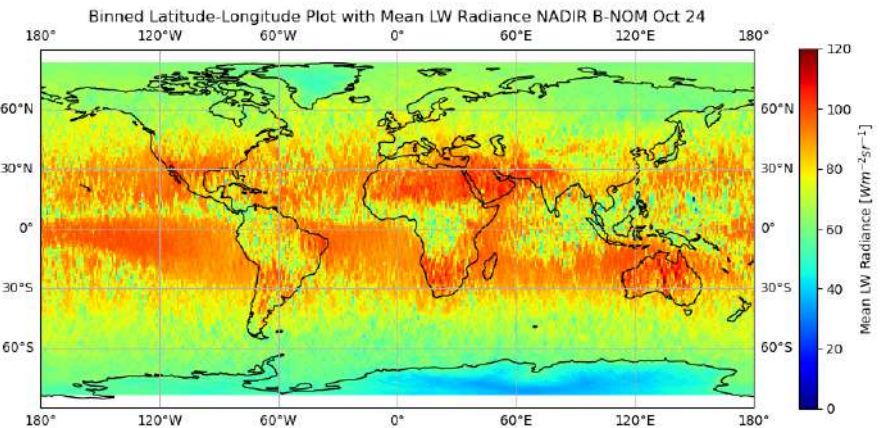 Binned Latitude-Longitude Plot with Mean LW Radiance NADIR B-NOM Oct 24
180° 120°W 60°W 0° 60°E 120°E 180°
60°N 60°N
30°N 30°N
0° 0°
30°S 30°S
60°S 60°S
180° 120°W 60°W 0° 60°E 120°E 180°
120
100
80
60
40
20
0
Mean LW Radiance [Wm⁻²sr⁻¹]